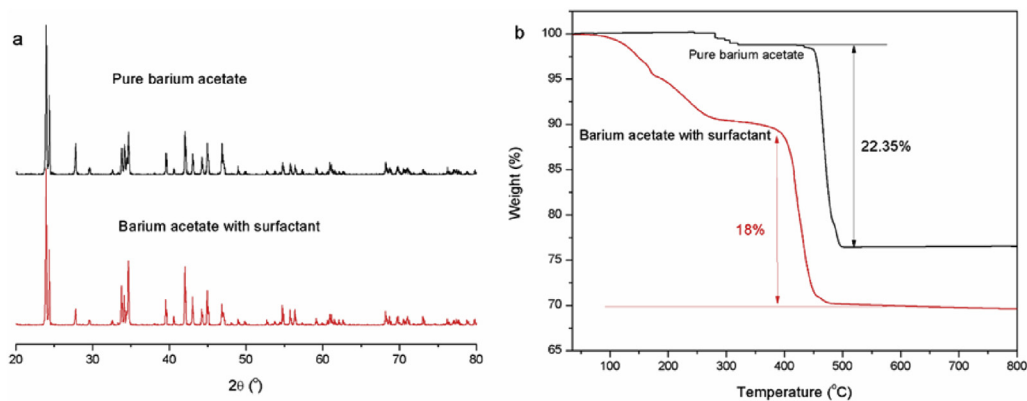 a
Pure barium acetate
Barium acetate with surfactant
20 30 40 50 60 70 80
2θ (°)
b
100
95
90
85
80
75
70
65
Weight (%)
Pure barium acetate
Barium acetate with surfactant
22.35%
18%
100 200 300 400 500 600 700 800
Temperature (°C)